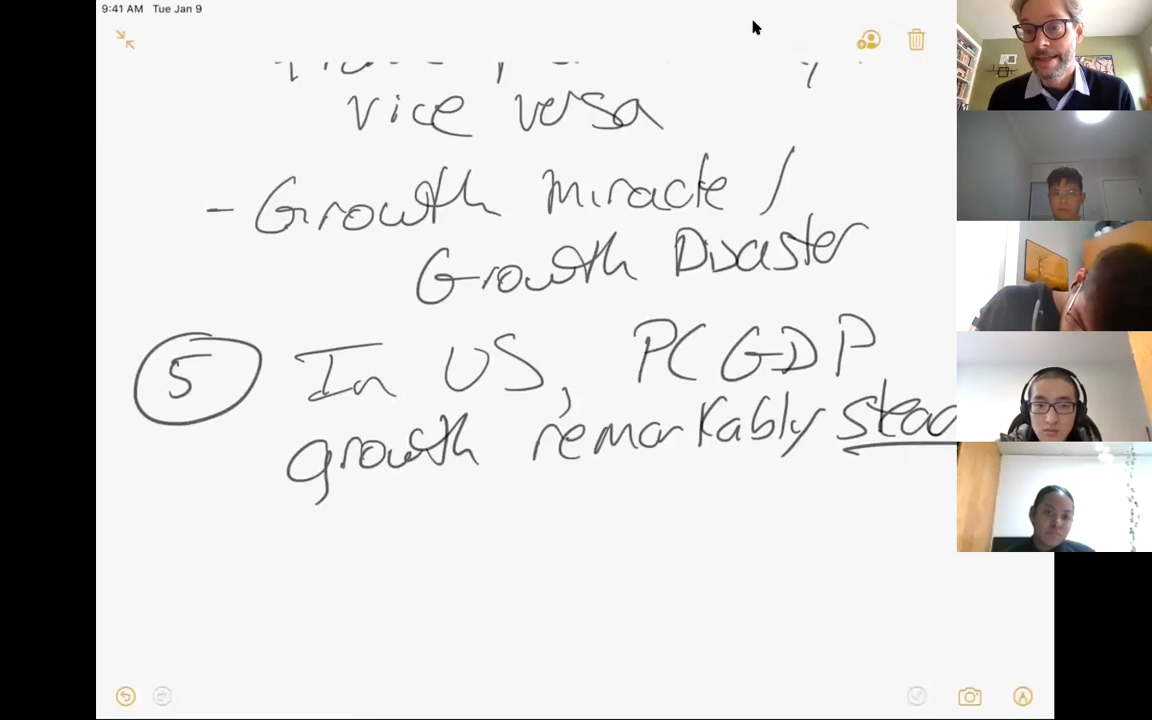 9:41 AM Tue Jan 9
vice versa
- Growth Miracle /
Growth Disaster
5 In US, PC GDP
growth remarkably stead